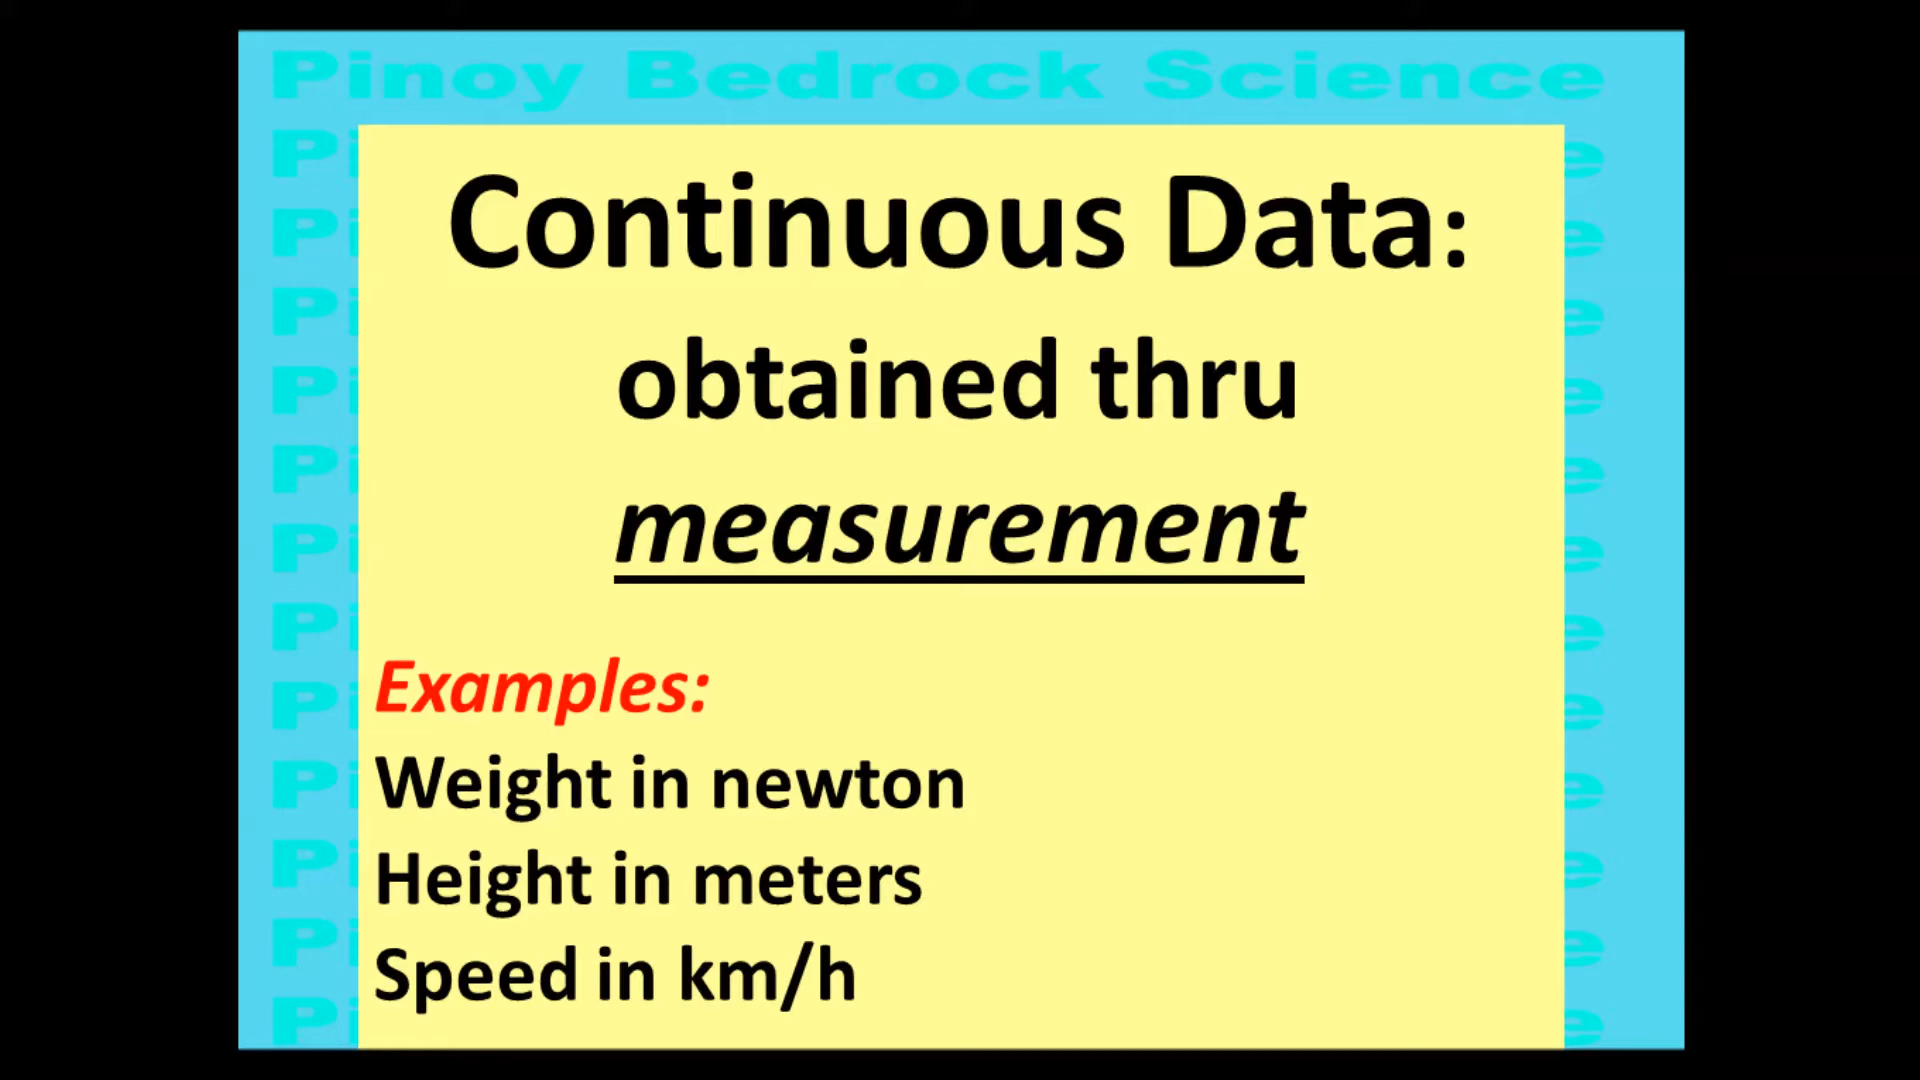 Pinoy Bedrock Science
Continuous Data:
obtained thru
measurement
Examples:
Weight in newton
Height in meters
Speed in km/h